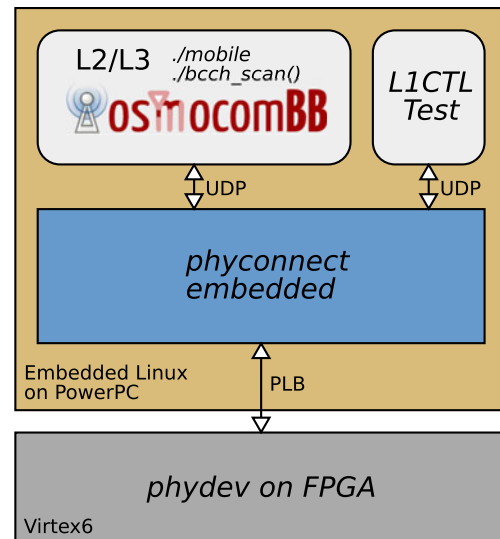 L2/L3 ./mobile
./bcch_scan()
osmocomBB
L1CTL
Test
UDP
UDP
phyconnect
embedded
Embedded Linux
on PowerPC
PLB
phydev on FPGA
Virtex6